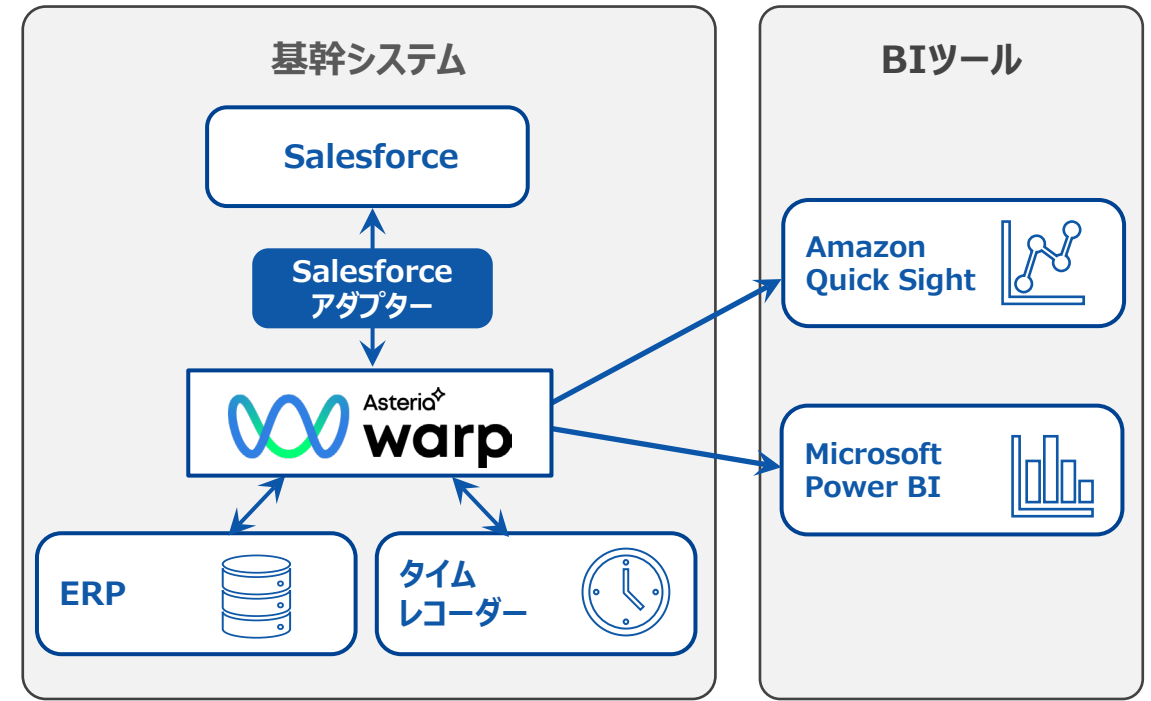 基幹システム
Salesforce
Salesforce
アダプター
Asteria
warp
ERP
タイム
レコーダー
BIツール
Amazon
Quick Sight
Microsoft
Power BI